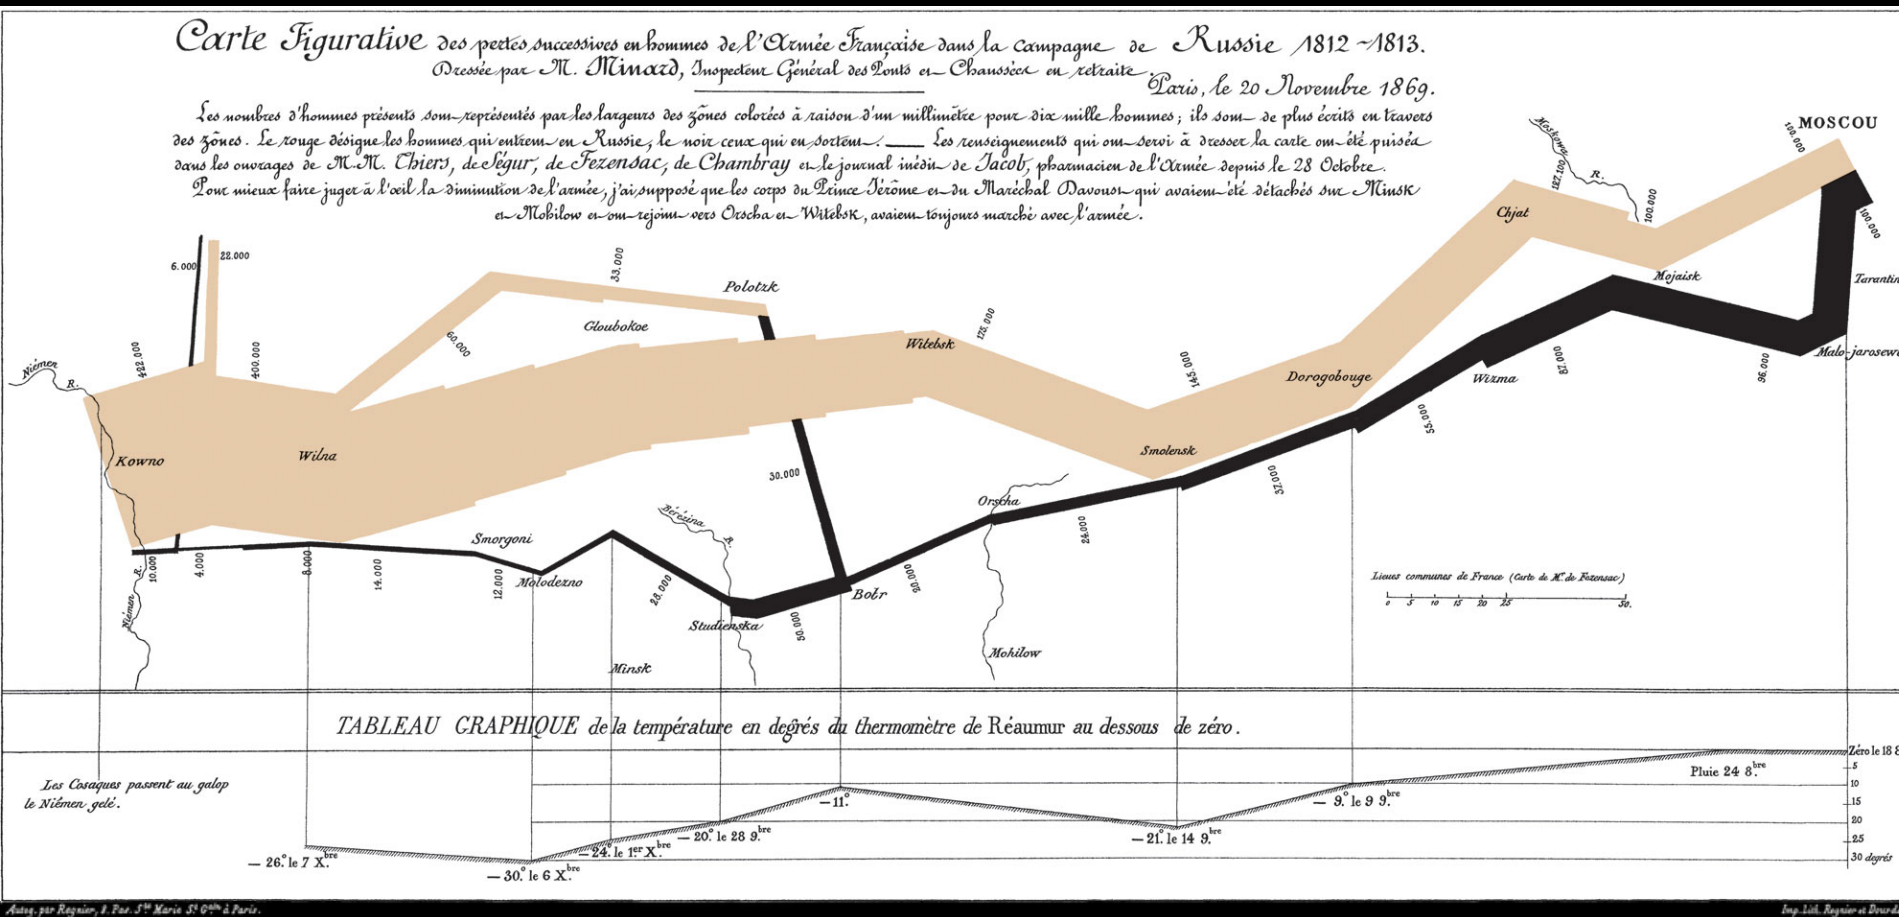 Carte Figurative des pertes successives en hommes de l'Armée Française dans la campagne de Russie 1812-1813.
Dressée par M. Minard, Inspecteur Général des Ponts et Chaussées en retraite.
Paris, le 20 Novembre 1869.
Les nombres d'hommes présents sont représentés par les largeurs des zônes colorées à raison d'un millimètre pour dix mille hommes; ils sont de plus écrits en travers
des zônes. Le rouge désigne les hommes qui entrent en Russie, le noir ceux qui en sortent. — Les renseignements qui ont servi à dresser la carte ont été puisés
dans les ouvrages de M.M. Thiers, de Ségur, de Fezensac, de Chambray et le journal inédit de Jacob, pharmacien de l'Armée depuis le 28 Octobre.
Pour mieux faire juger à l'œil la diminution de l'armée, j'ai supposé que les corps du Prince Jérôme et du Maréchal Davoust qui avaient été détachés sur Minsk
et Mohilow et ont rejoint vers Orscha et Witebsk, avaient toujours marché avec l'armée.
100.000
MOSCOU
Moskowa
R.
127.100
100.000
Chjat
100.000
6.000
22.000
33.000
Mojaisk
Tarantin
Polotzk
Gloubokoe
60.000
175.000
Witebsk
422.000
400.000
Niémen
R.
145.000
Dorogobouge
Wizma
87.000
96.000
Malo-jarosew
55.000
Kowno
Wilna
Smolensk
30.000
37.000
Orscha
Bérézina
R.
24.000
Smorgoni
10.000
4.000
8.000
14.000
12.000
Molodezno
28.000
Bobr
20.000
R.
Niémen
Studienska
50.000
Mohilow
Minsk
Lieues communes de France (Carte de M. de Fezensac)
0 5 10 15 20 25 50.
TABLEAU GRAPHIQUE de la température en degrés du thermomètre de Réaumur au dessous de zéro.
Zéro le 18 8
5
10
15
20
25
30 degrés
Pluie 24 8.bre
Les Cosaques passent au galop
le Niémen gelé.
— 11.°
— 9.° le 9 9.bre
— 20.° le 28 9.bre
— 21.° le 14 9.bre
— 24.° le 1.er X.bre
— 26.° le 7 X.bre
— 30.° le 6 X.bre
Autog. par Regnier, 8. Pas. S.te Marie S.t G.ain à Paris.
Imp. Lith. Regnier et Dourd